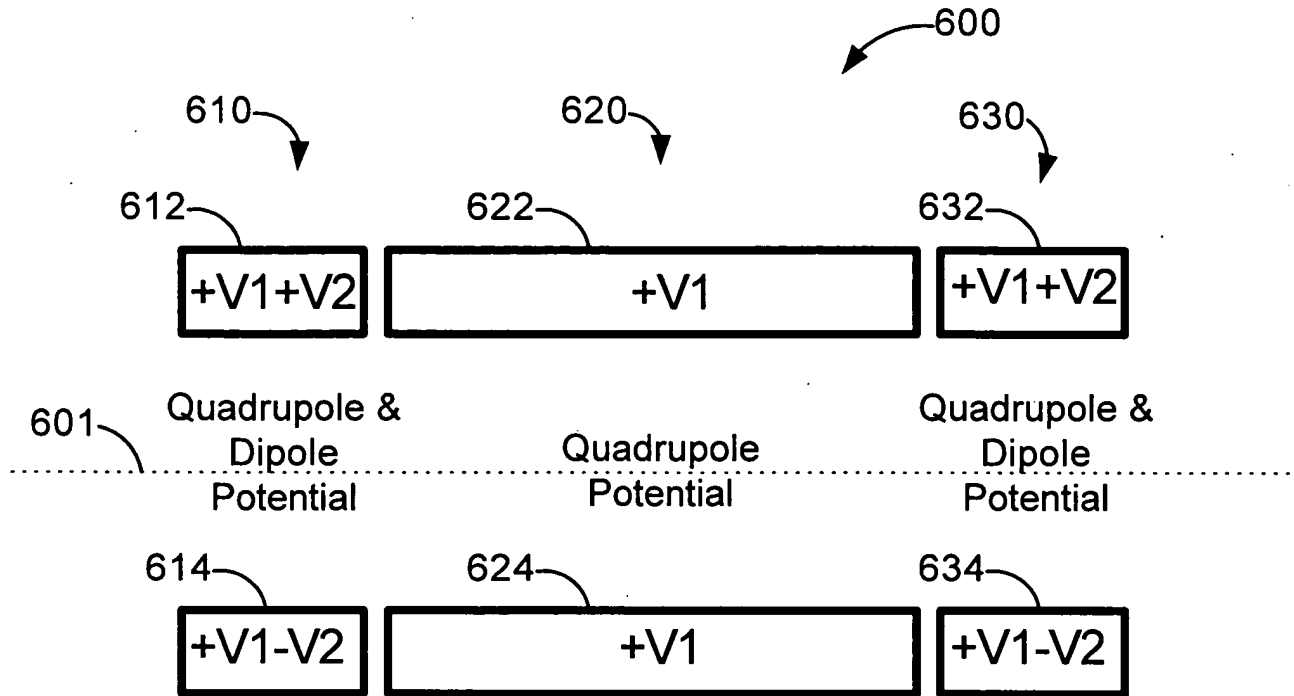 600
610 620 630
612 622 632
+V1+V2 +V1 +V1+V2
601
Quadrupole &
Dipole
Potential
Quadrupole
Potential
Quadrupole &
Dipole
Potential
614 624 634
+V1-V2 +V1 +V1-V2